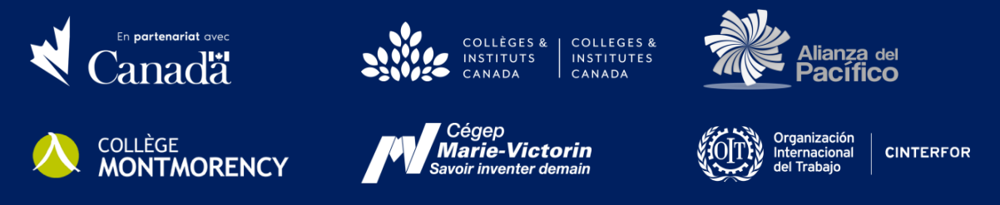 En partenariat avec
Canada
COLLÈGES &
INSTITUTS
CANADA
COLLEGES &
INSTITUTES
CANADA
Alianza del
Pacífico
COLLÈGE
MONTMORENCY
Cégep
Marie-Victorin
Savoir inventer demain
OIT
Organización
Internacional
del Trabajo
CINTERFOR